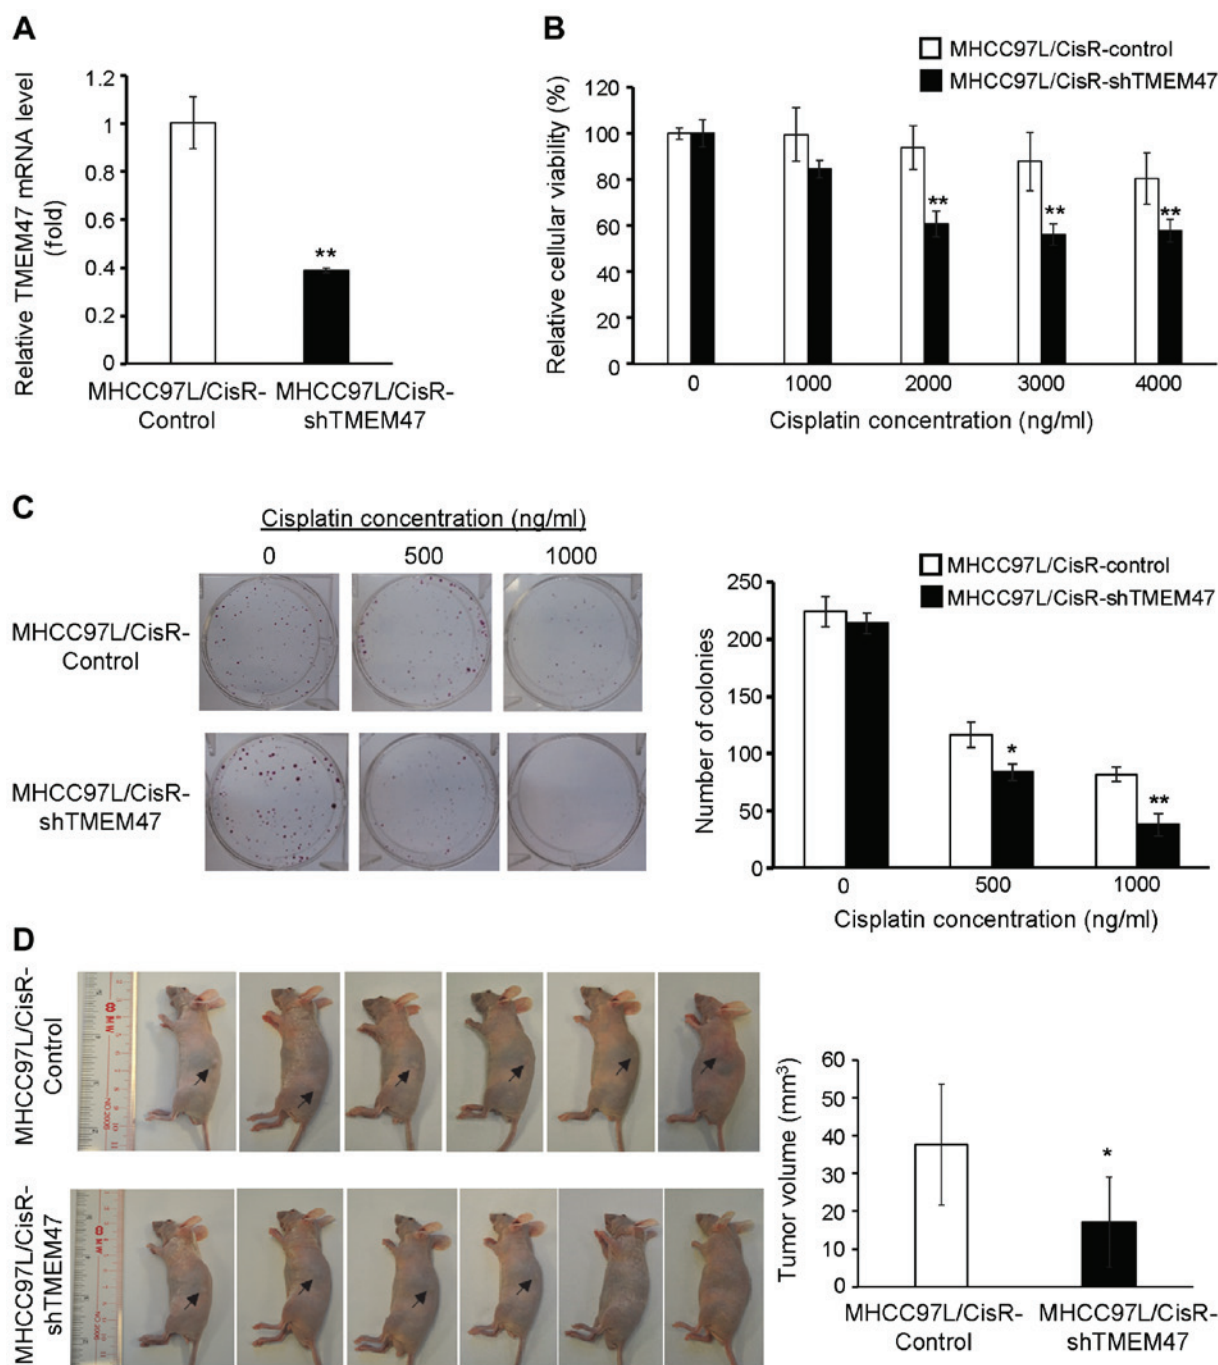 A
Relative TMEM47 mRNA level
(fold)
1.2
1
0.8
0.6
0.4
0.2
0
**
MHCC97L/CisR-
Control
MHCC97L/CisR-
shTMEM47
B
MHCC97L/CisR-control
MHCC97L/CisR-shTMEM47
Relative cellular viability (%)
120
100
80
60
40
20
0
**
**
**
0
1000
2000
3000
4000
Cisplatin concentration (ng/ml)
C
Cisplatin concentration (ng/ml)
0
500
1000
MHCC97L/CisR-
Control
MHCC97L/CisR-
shTMEM47
MHCC97L/CisR-control
MHCC97L/CisR-shTMEM47
Number of colonies
250
200
150
100
50
0
*
**
0
500
1000
Cisplatin concentration (ng/ml)
D
MHCC97L/CisR-
Control
MHCC97L/CisR-
shTMEM47
Tumor volume (mm³)
60
50
40
30
20
10
0
*
MHCC97L/CisR-
Control
MHCC97L/CisR-
shTMEM47